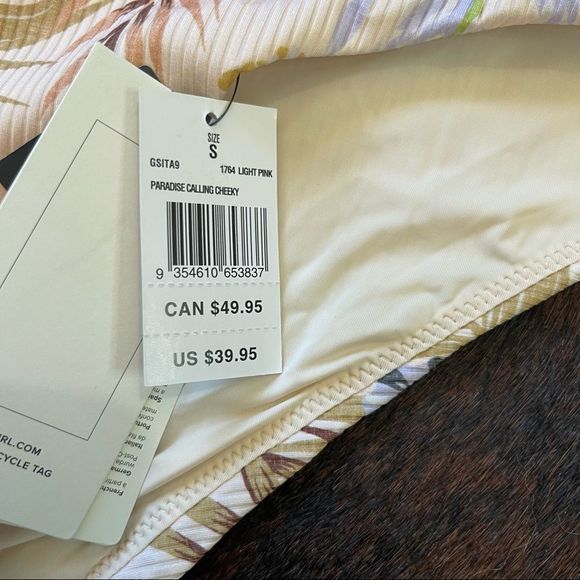 SIZE
S
GSITA9 1764 LIGHT PINK
PARADISE CALLING CHEEKY
9 354610 653837
CAN $49.95
US $39.95
RL.COM
CYCLE TAG